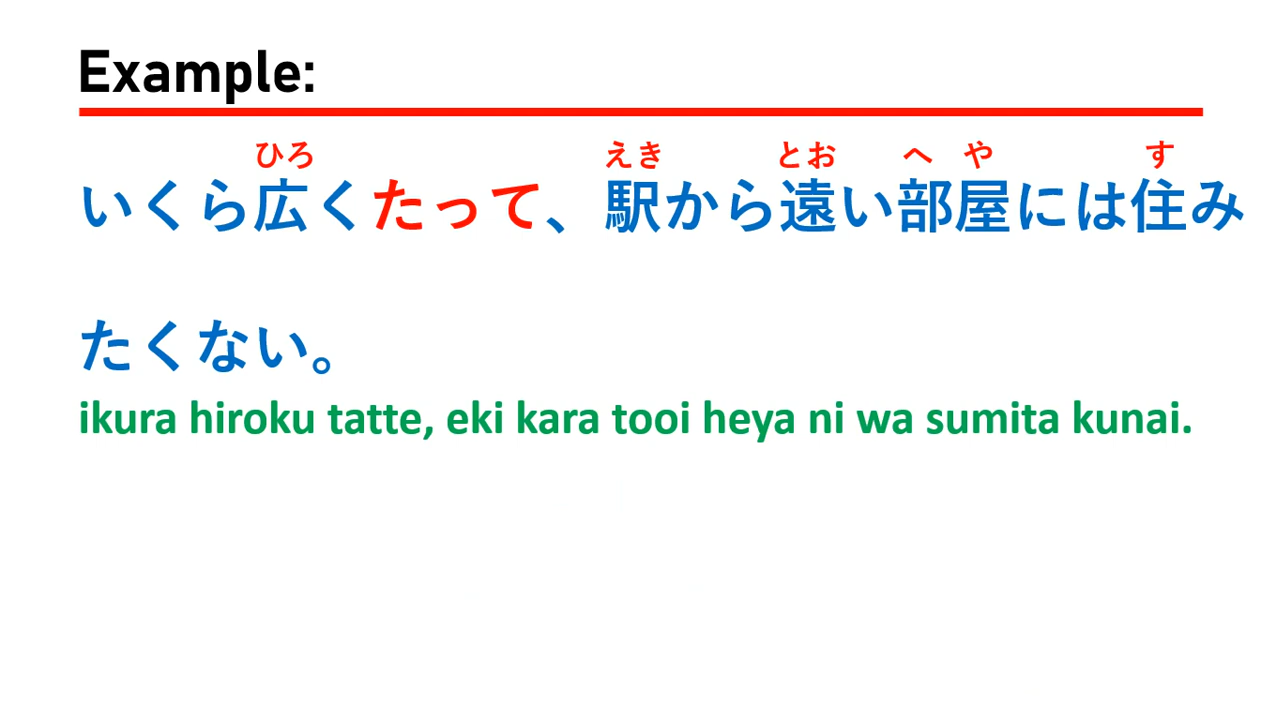 Example:
ひろ えき とお へ や す
いくら広くたって、駅から遠い部屋には住み
たくない。
ikura hiroku tatte, eki kara tooi heya ni wa sumita kunai.